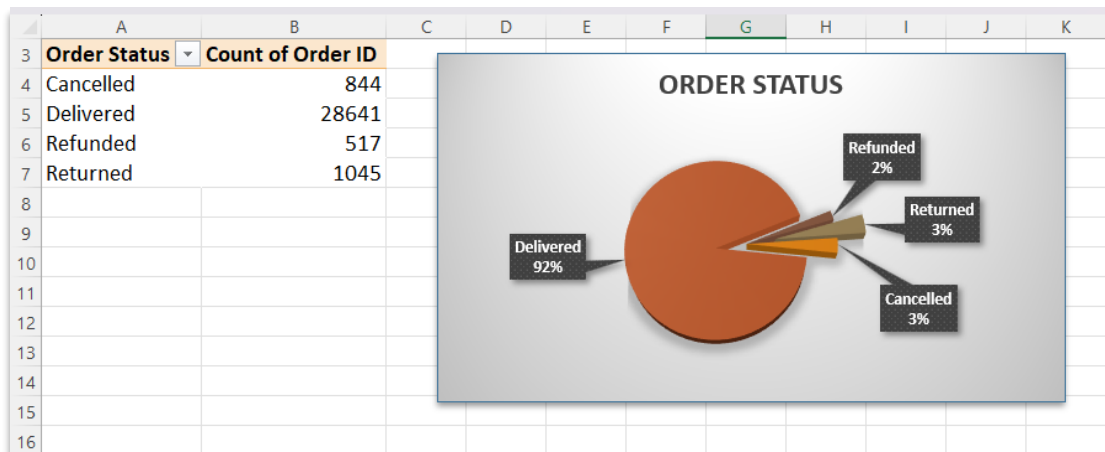 A B C D E F G H I J K
3 Order Status Count of Order ID
4 Cancelled 844
5 Delivered 28641
6 Refunded 517
7 Returned 1045
8
9
10
11
12
13
14
15
16
ORDER STATUS
Refunded
2%
Returned
3%
Delivered
92%
Cancelled
3%